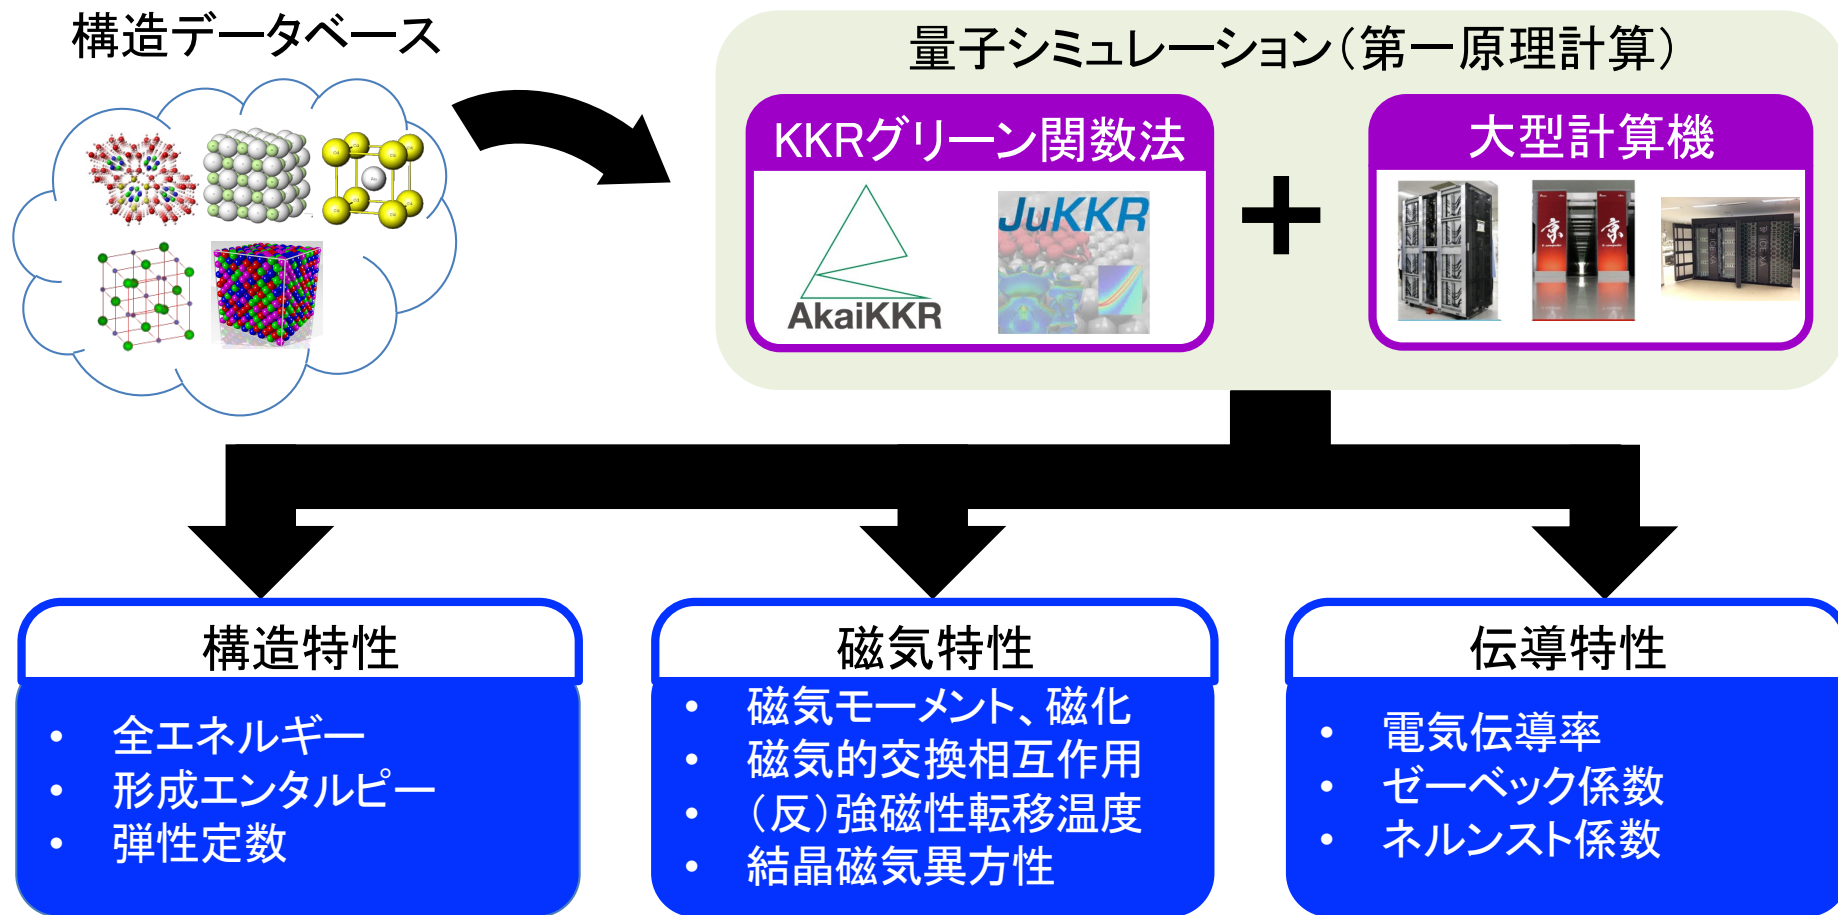 構造データベース
量子シミュレーション（第一原理計算）
KKRグリーン関数法
大型計算機
JuKKR
AkaiKKR
京
京
構造特性
• 全エネルギー
• 形成エンタルピー
• 弾性定数
磁気特性
• 磁気モーメント、磁化
• 磁気的交換相互作用
• （反）強磁性転移温度
• 結晶磁気異方性
伝導特性
• 電気伝導率
• ゼーベック係数
• ネルンスト係数